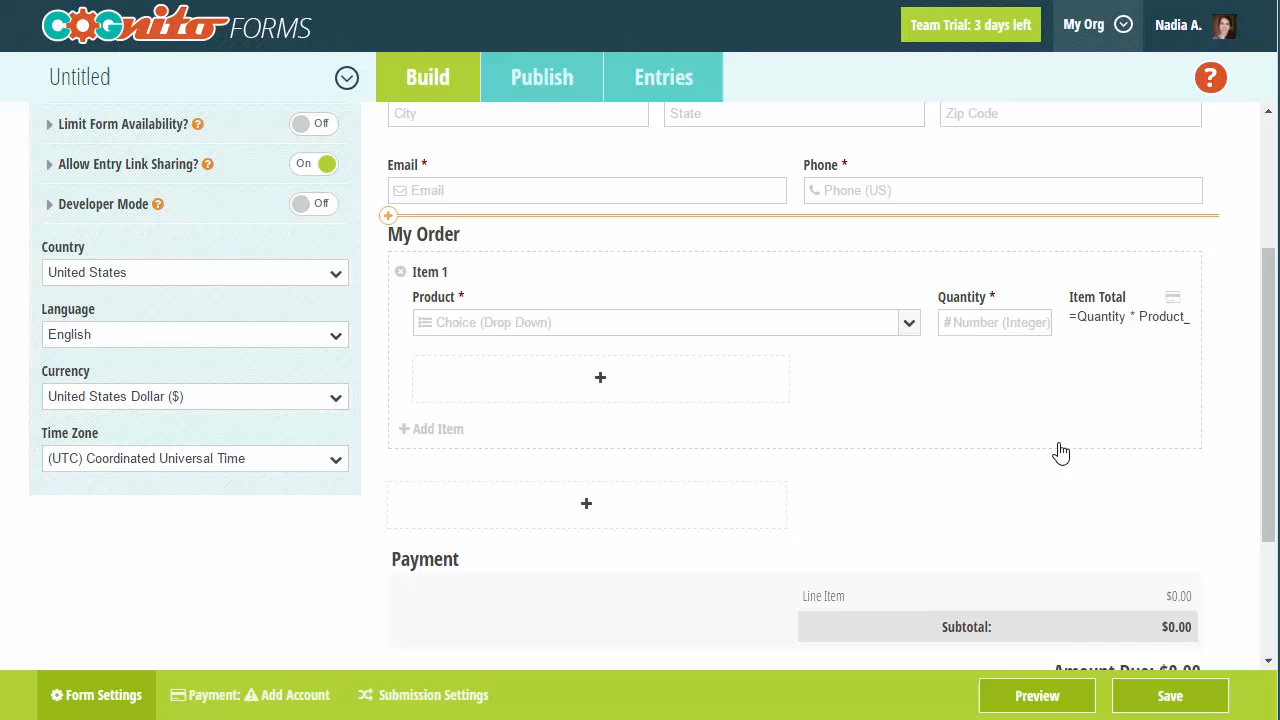 COGnito FORMS
Team Trial: 3 days left
My Org
Nadia A.
Untitled
Build
Publish
Entries
?
Limit Form Availability? ?
Off
Allow Entry Link Sharing? ?
On
Developer Mode ?
Off
Country
United States
Language
English
Currency
United States Dollar ($)
Time Zone
(UTC) Coordinated Universal Time
City
State
Zip Code
Email *
Email
Phone *
Phone (US)
My Order
Item 1
Product *
Choice (Drop Down)
Quantity *
# Number (Integer)
Item Total
=Quantity * Product_
+
+ Add Item
+
Payment
Line Item
$0.00
Subtotal:
$0.00
Amount Due: $0.00
Form Settings
Payment: Add Account
Submission Settings
Preview
Save